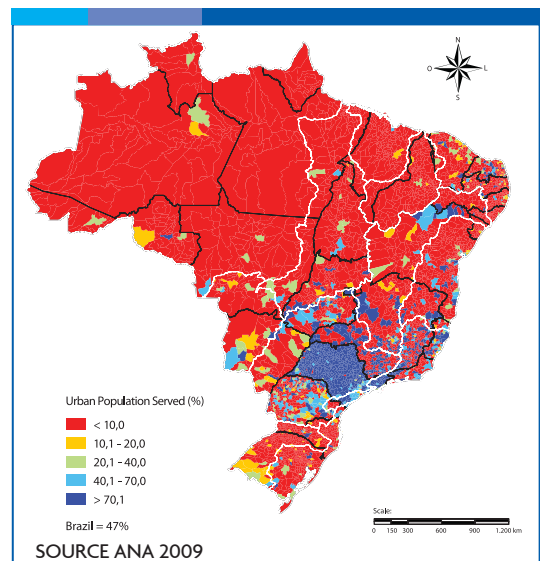 N
O
L
S
Urban Population Served (%)
< 10,0
10,1 - 20,0
20,1 - 40,0
40,1 - 70,0
> 70,1
Brazil = 47%
Scale:
0 150 300 600 900 1,200 km
SOURCE ANA 2009